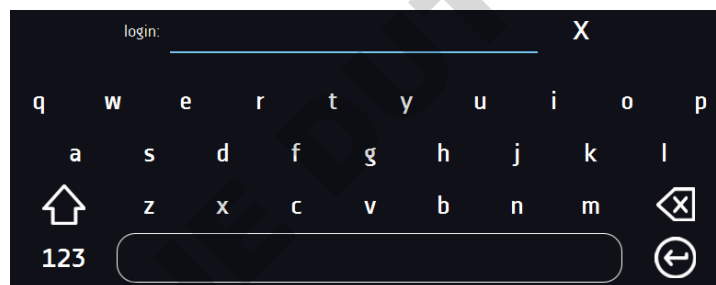 login: X
q w e r t y u i o p
a s d f g h j k l
z x c v b n m
123